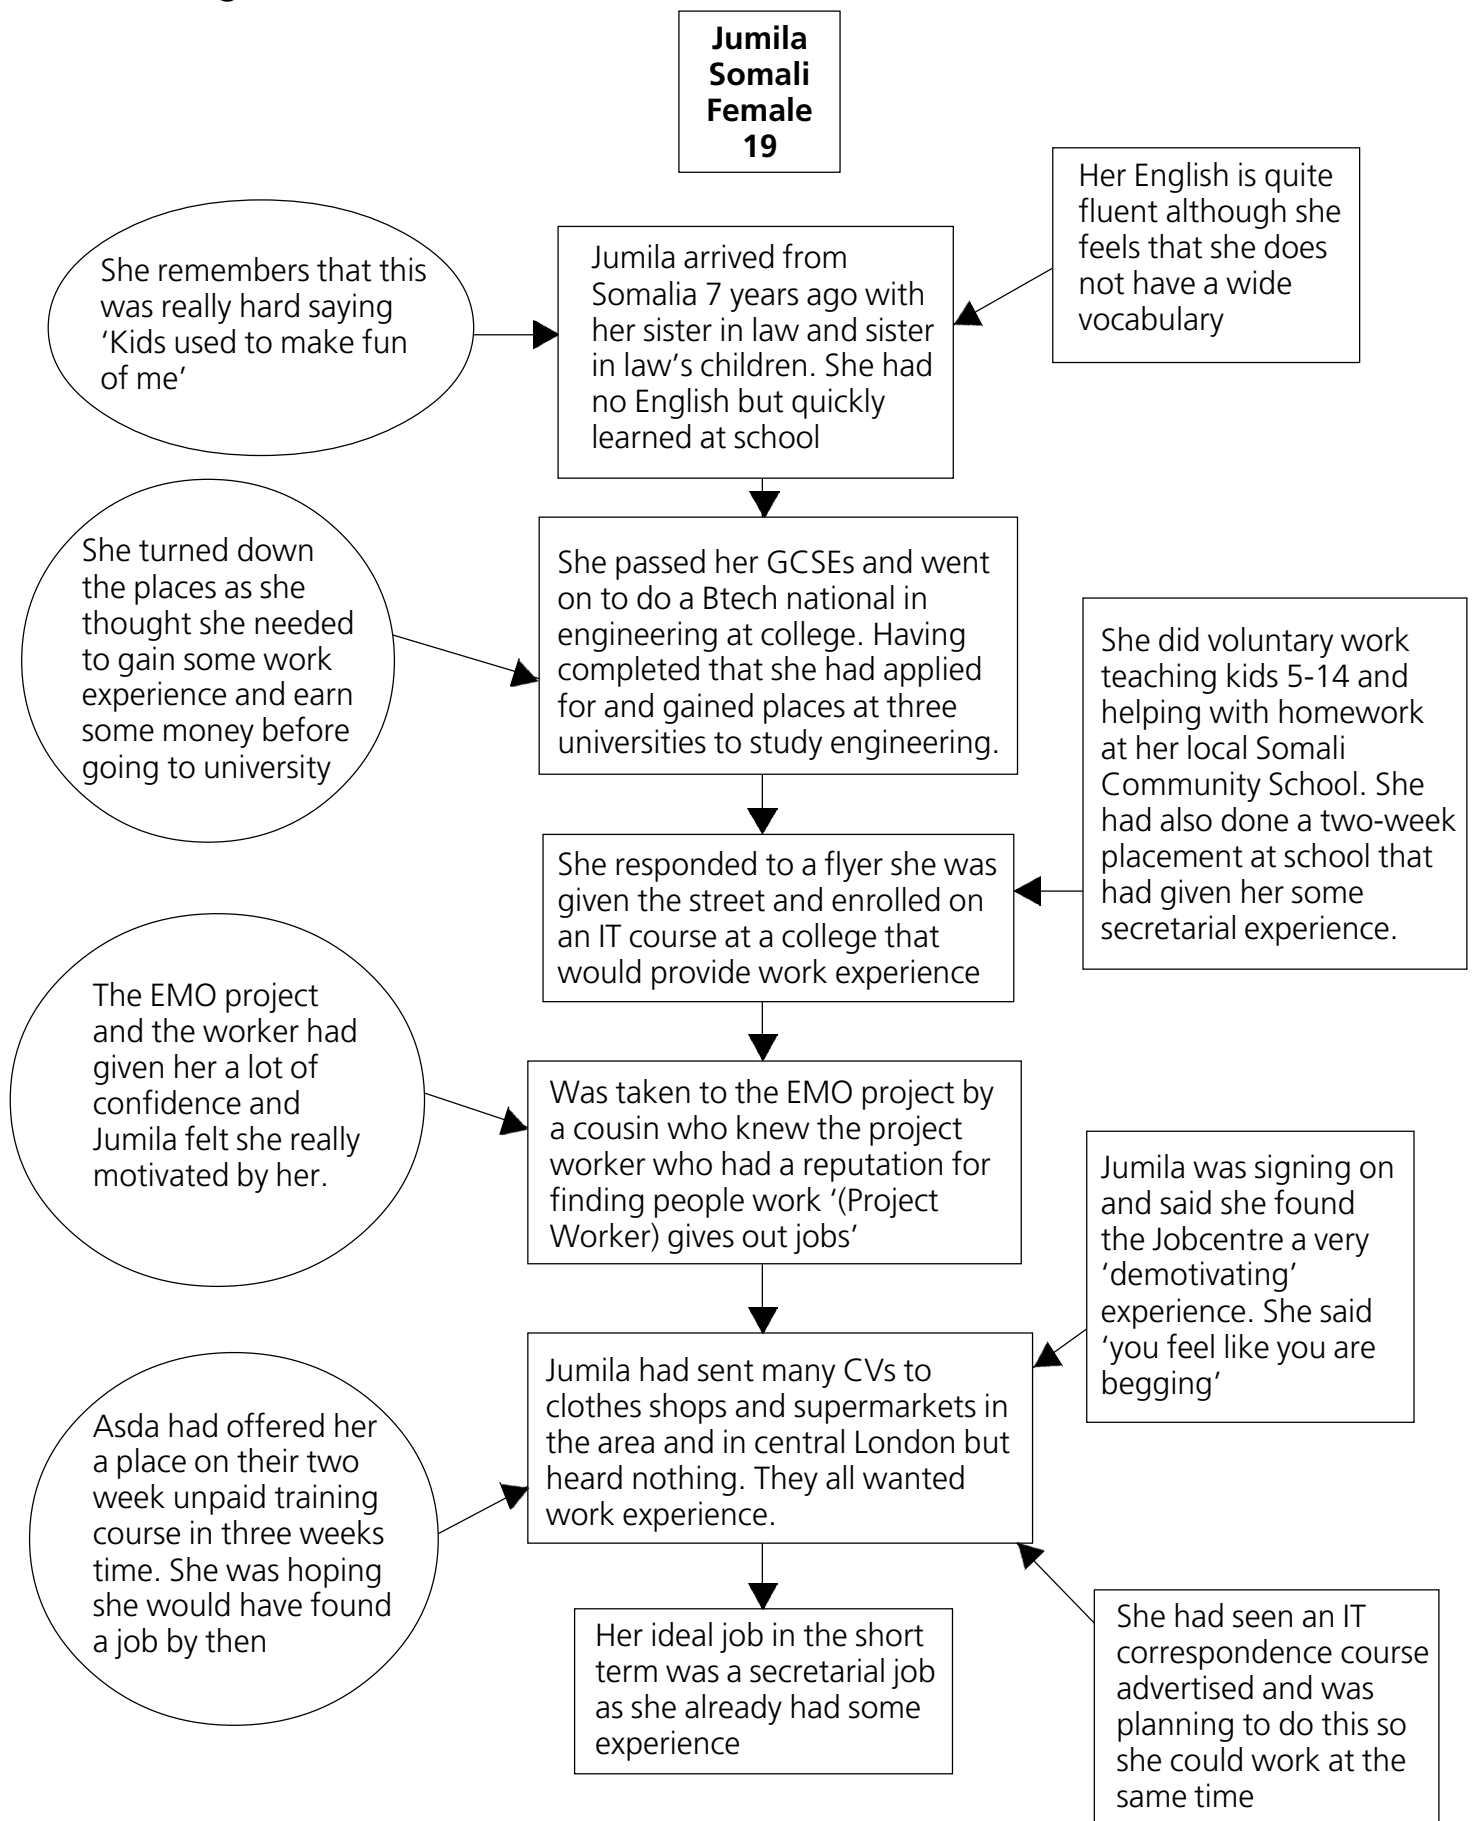 Jumila
Somali
Female
19
Her English is quite
fluent although she
feels that she does
not have a wide
vocabulary
She remembers that this
was really hard saying
‘Kids used to make fun
of me’
Jumila arrived from
Somalia 7 years ago with
her sister in law and sister
in law’s children. She had
no English but quickly
learned at school
She turned down
the places as she
thought she needed
to gain some work
experience and earn
some money before
going to university
She passed her GCSEs and went
on to do a Btech national in
engineering at college. Having
completed that she had applied
for and gained places at three
universities to study engineering.
She did voluntary work
teaching kids 5-14 and
helping with homework
at her local Somali
Community School. She
had also done a two-week
placement at school that
had given her some
secretarial experience.
She responded to a flyer she was
given the street and enrolled on
an IT course at a college that
would provide work experience
The EMO project
and the worker had
given her a lot of
confidence and
Jumila felt she really
motivated by her.
Was taken to the EMO project by
a cousin who knew the project
worker who had a reputation for
finding people work ‘(Project
Worker) gives out jobs’
Jumila was signing on
and said she found
the Jobcentre a very
‘demotivating’
experience. She said
‘you feel like you are
begging’
Jumila had sent many CVs to
clothes shops and supermarkets in
the area and in central London but
heard nothing. They all wanted
work experience.
Asda had offered her
a place on their two
week unpaid training
course in three weeks
time. She was hoping
she would have found
a job by then
Her ideal job in the short
term was a secretarial job
as she already had some
experience
She had seen an IT
correspondence course
advertised and was
planning to do this so
she could work at the
same time